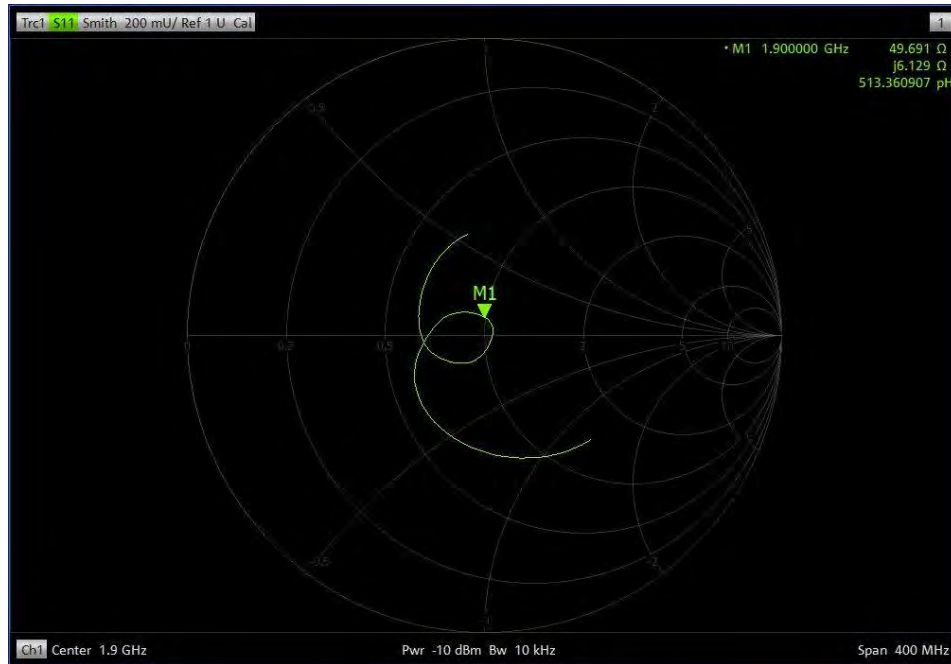 Trc1 S11 Smith 200 mU/ Ref 1 U Cal
1
• M1 1.900000 GHz 49.691 Ω
j6.129 Ω
513.360907 pH
1
0.5
2
5
M1
0 0.2 0.5 2 5 10
-0.5
-2
-1
Ch1 Center 1.9 GHz Pwr -10 dBm Bw 10 kHz Span 400 MHz